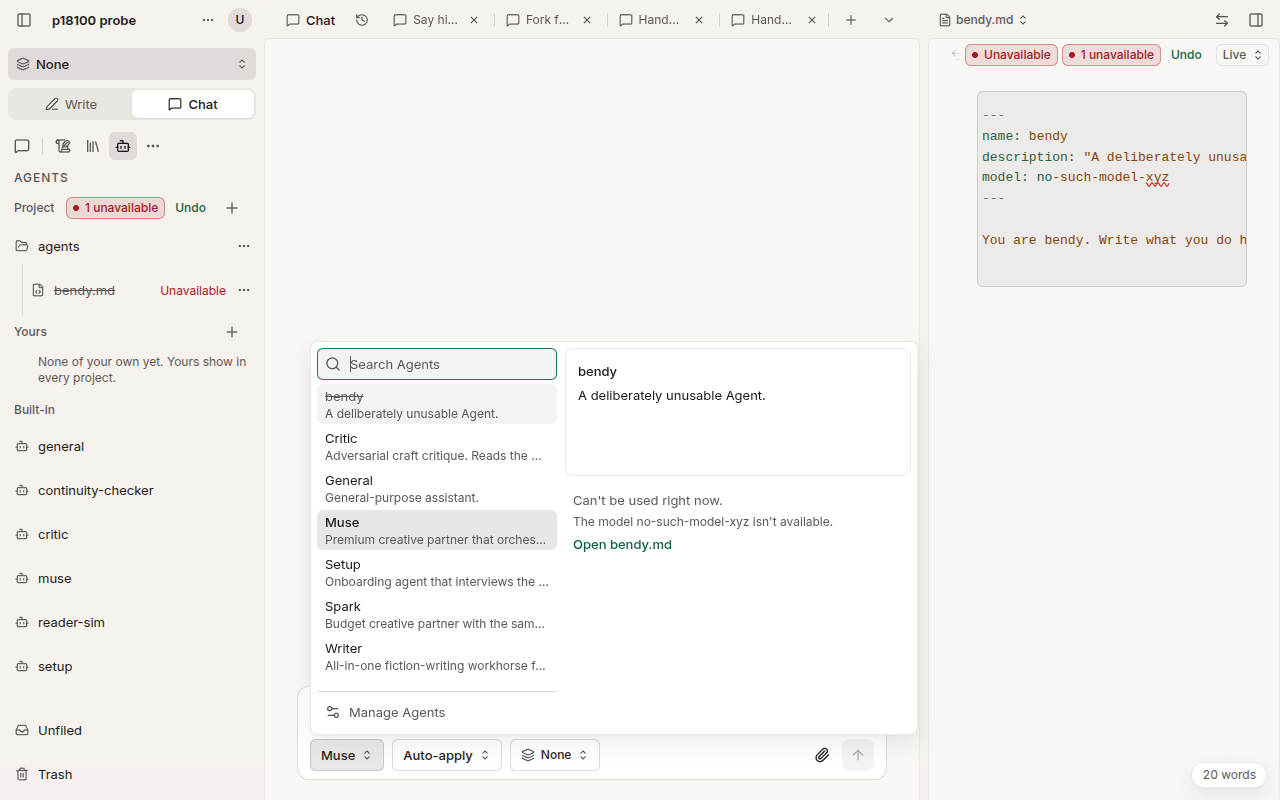 p18100 probe
U
Chat
Say hi...
Fork f...
Hand...
Hand...
bendy.md
None
Unavailable
1 unavailable
Undo
Live
Write
Chat
AGENTS
Project
1 unavailable
Undo
agents
bendy.md
Unavailable
Yours
None of your own yet. Yours show in
every project.
Built-in
general
continuity-checker
critic
muse
reader-sim
setup
Unfiled
Trash
Search Agents
bendy
A deliberately unusable Agent.
Critic
Adversarial craft critique. Reads the ...
General
General-purpose assistant.
Muse
Premium creative partner that orches...
Setup
Onboarding agent that interviews the ...
Spark
Budget creative partner with the sam...
Writer
All-in-one fiction-writing workhorse f...
Manage Agents
bendy
A deliberately unusable Agent.
Can't be used right now.
The model no-such-model-xyz isn't available.
Open bendy.md
Muse
Auto-apply
None
---
name: bendy
description: "A deliberately unusa
model: no-such-model-xyz
---
You are bendy. Write what you do h
20 words